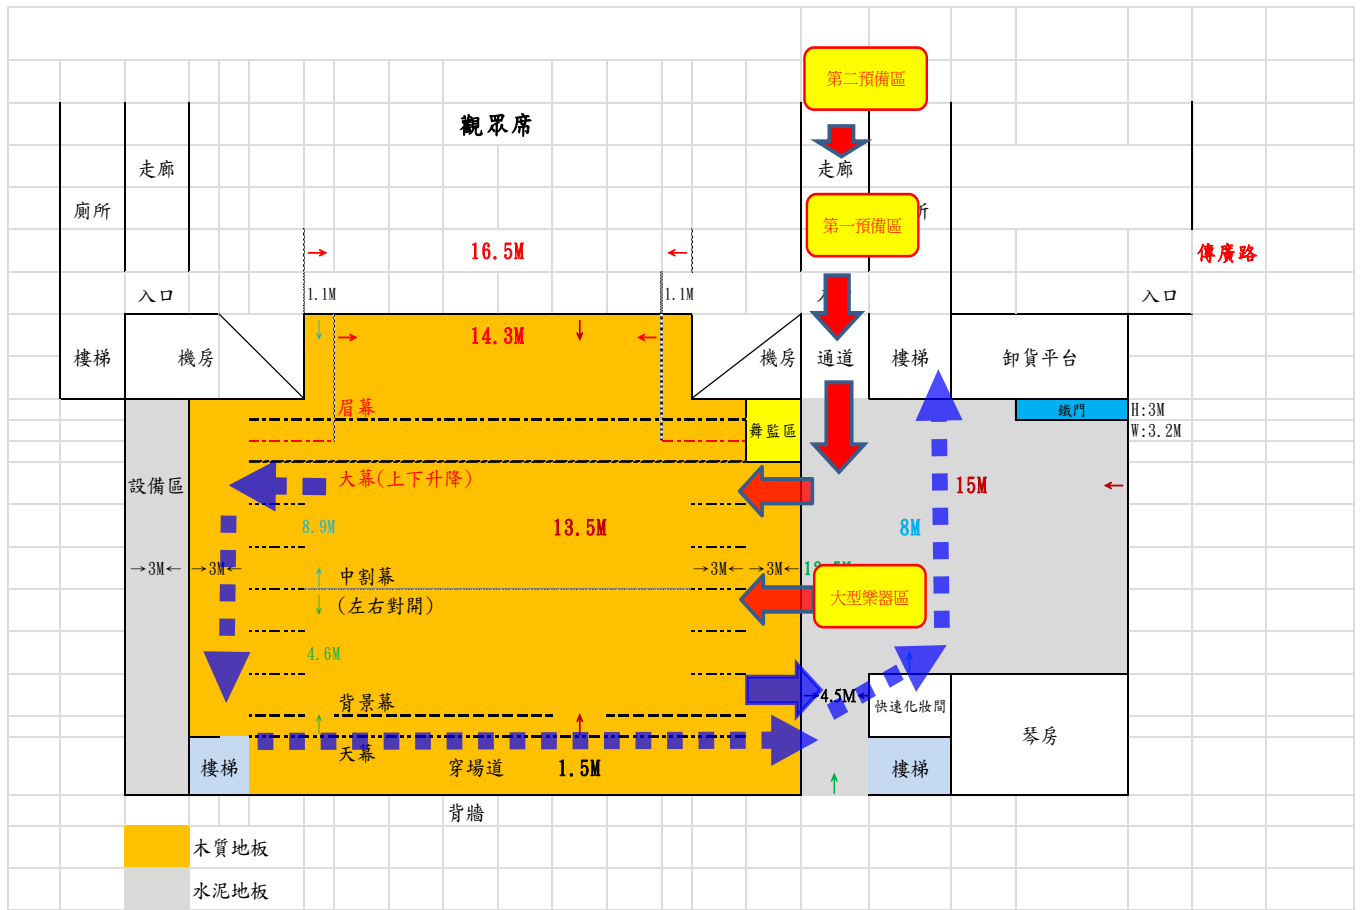 第二預備區
觀眾席
走廊
走廊
廁所
第一預備區
所
16.5M
傳廣路
入口
1.1M
1.1M
入口
14.3M
樓梯
機房
機房
通道
樓梯
卸貨平台
眉幕
鐵門
H:3M
舞監區
W:3.2M
大幕(上下升降)
設備區
15M
8.9M
13.5M
8M
→3M←
→3M←
→3M←
→3M←
中割幕
(左右對開)
大型樂器區
4.6M
背景幕
4.5M
快速化妝間
琴房
天幕
樓梯
穿場道
1.5M
樓梯
背牆
木質地板
水泥地板